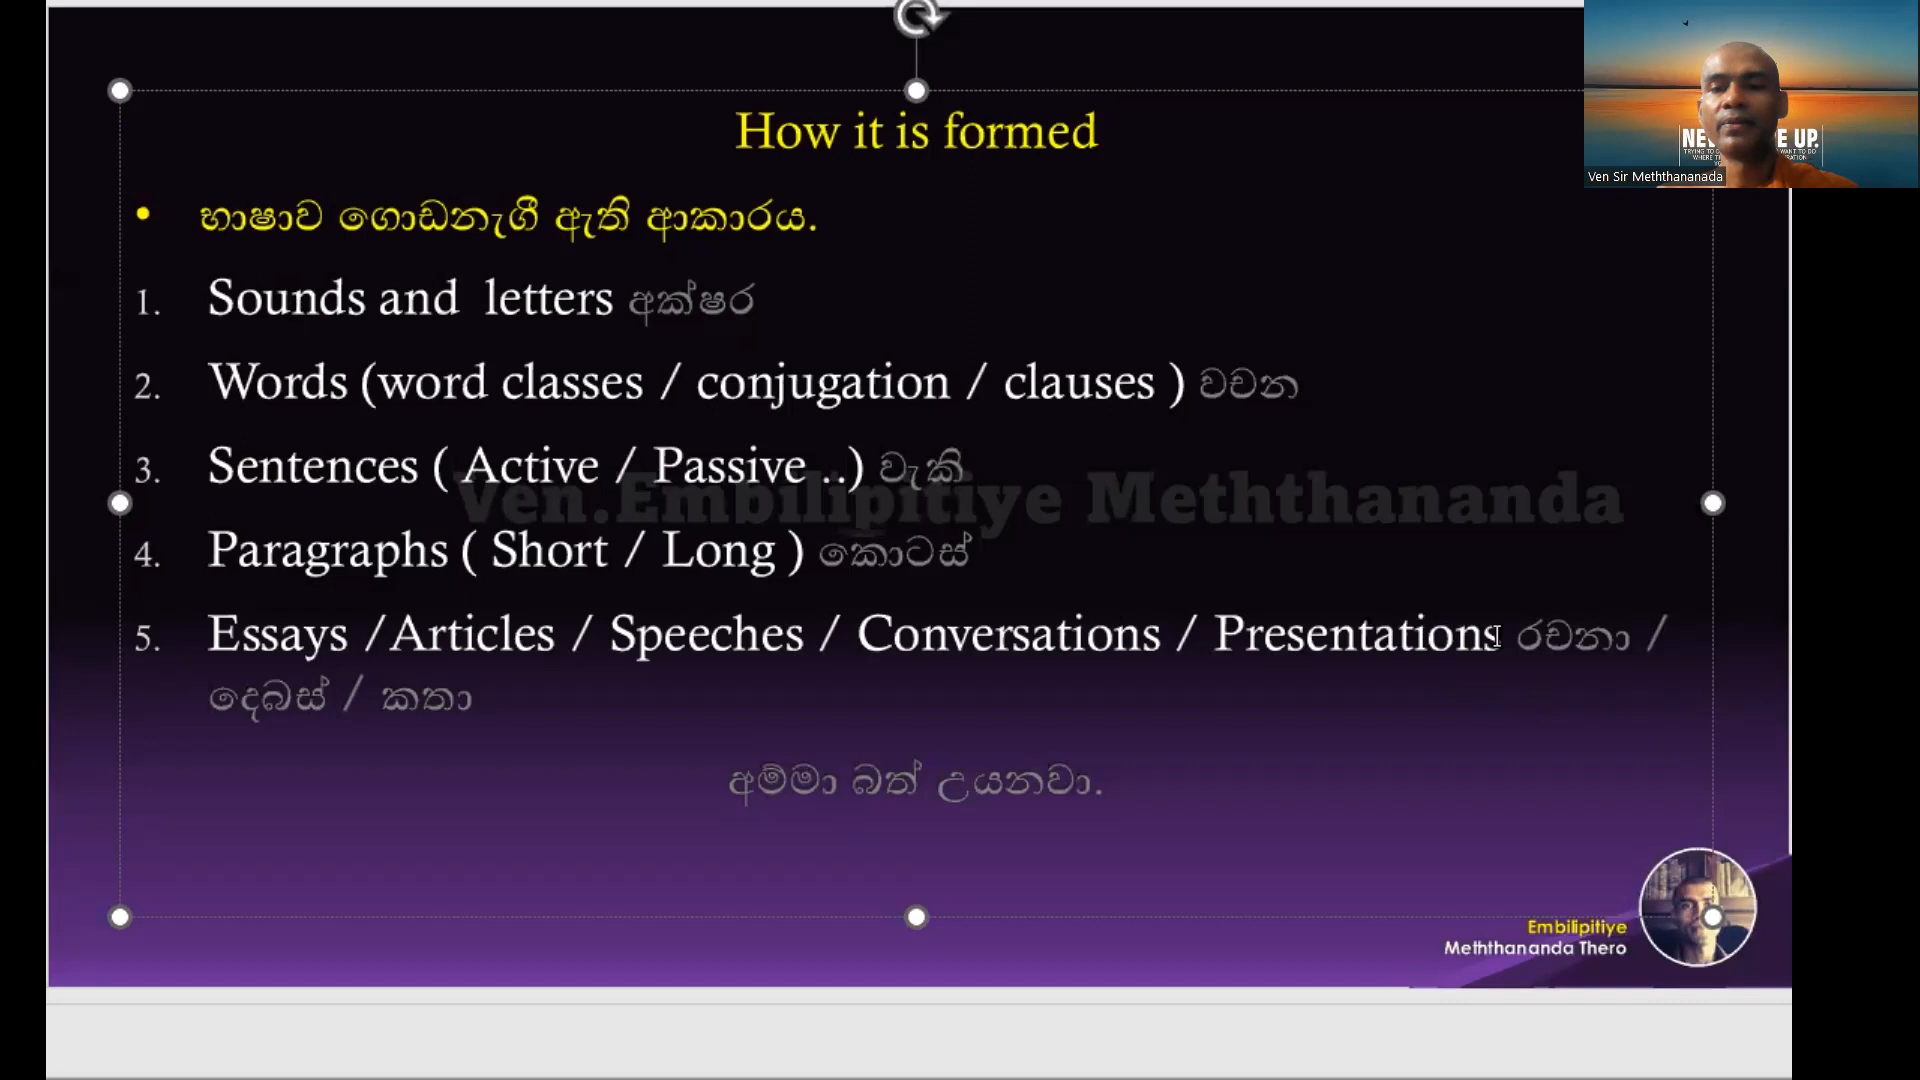 How it is formed
• භාෂාව ගොඩනැගී ඇති ආකාරය.
1. Sounds and letters අක්ෂර
2. Words (word classes / conjugation / clauses ) වචන
3. Sentences ( Active / Passive ..) වැකි
4. Paragraphs ( Short / Long ) කොටස්
5. Essays /Articles / Speeches / Conversations / Presentations රචනා /
දෙබස් / කතා
අම්මා බත් උයනවා.
Ven.Embilipitiye Meththananda
Embilipitiye
Meththananda Thero
UP.
Ven Sir Meththananada